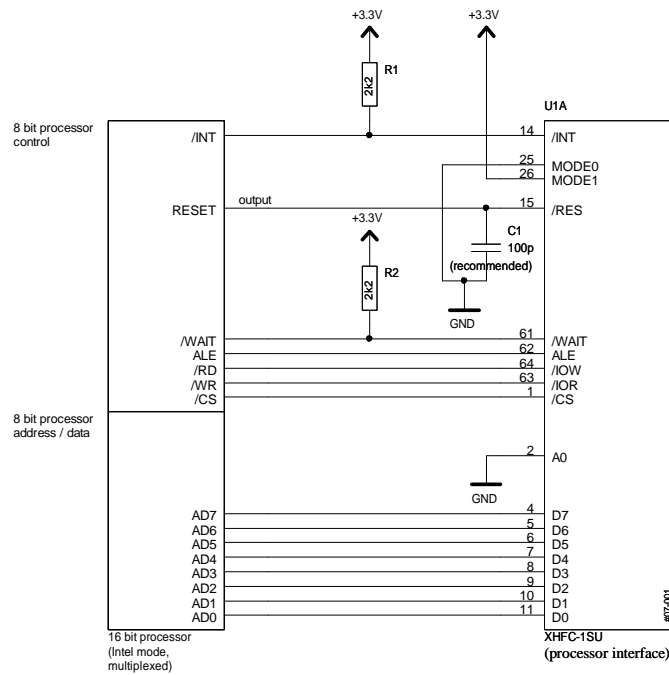 +3.3V +3.3V
R1
2k2
U1A
8 bit processor
control
/INT 14 /INT
25 MODE0
26 MODE1
RESET output 15 /RES
+3.3V
C1
100p
(recommended)
R2
2k2
GND
/WAIT 61 /WAIT
ALE 62 ALE
/RD 64 /IOW
/WR 63 /IOR
/CS 1 /CS
8 bit processor
address / data
2 A0
GND
AD7 4 D7
AD6 5 D6
AD5 6 D5
AD4 7 D4
AD3 8 D3
AD2 9 D2
AD1 10 D1
AD0 11 D0
#07-001
16 bit processor
(Intel mode,
multiplexed)
XHFC-1SU
(processor interface)